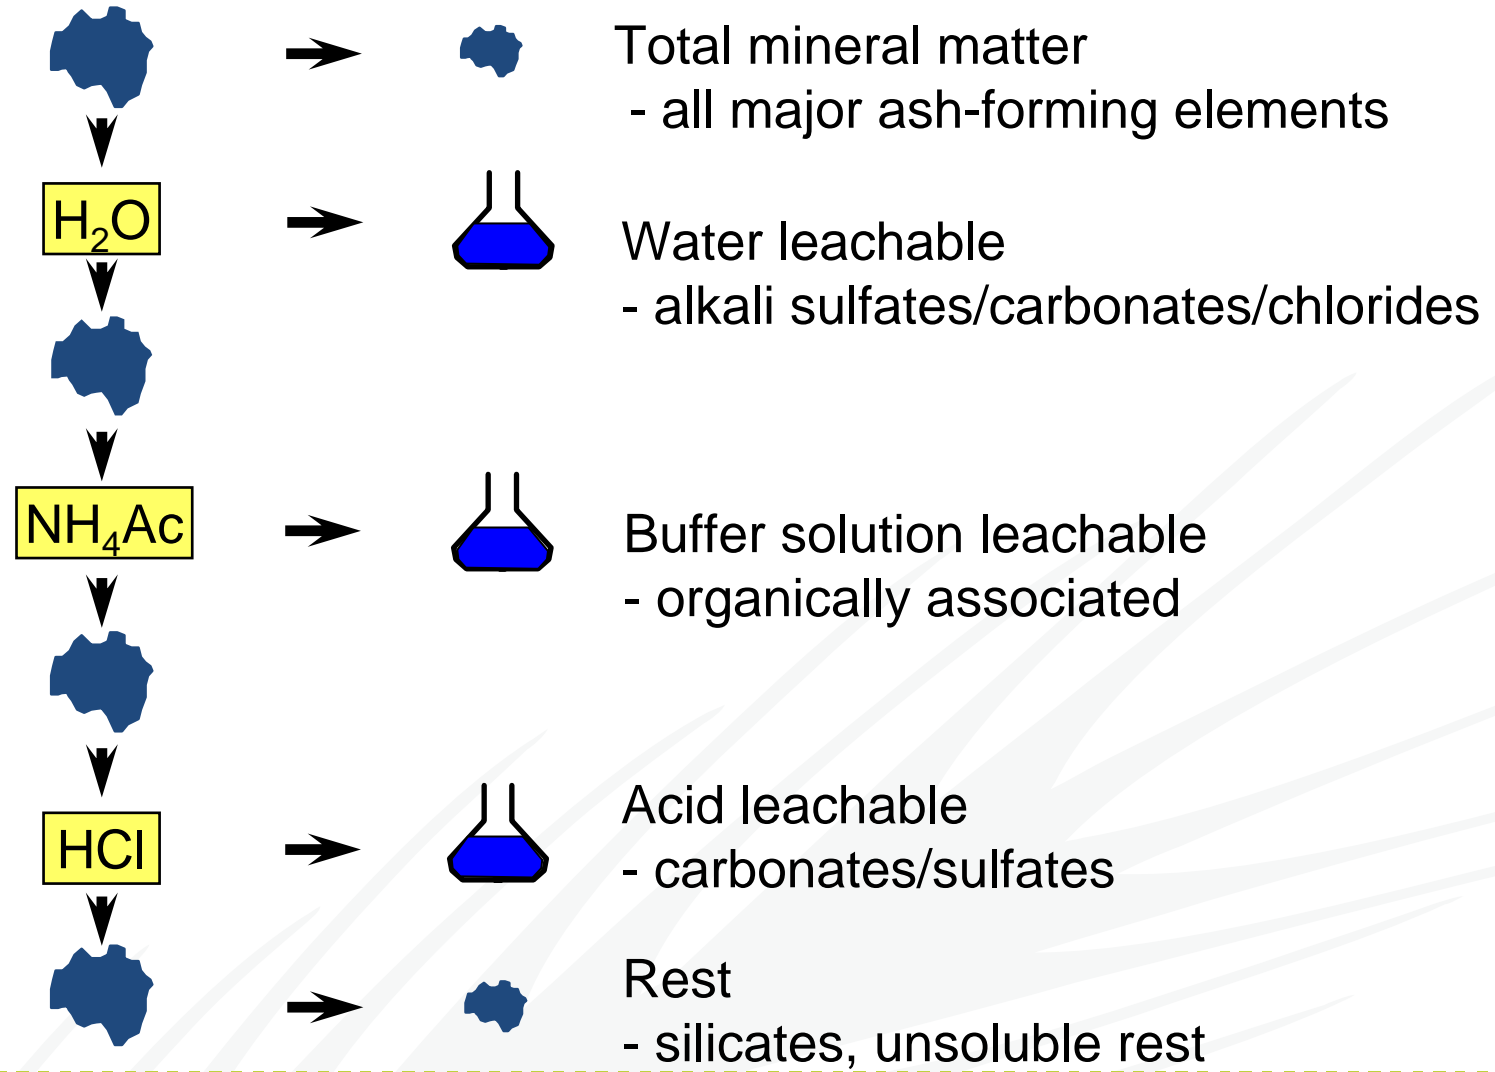 Total mineral matter
- all major ash-forming elements
H₂O
Water leachable
- alkali sulfates/carbonates/chlorides
NH₄Ac
Buffer solution leachable
- organically associated
HCl
Acid leachable
- carbonates/sulfates
Rest
- silicates, unsoluble rest